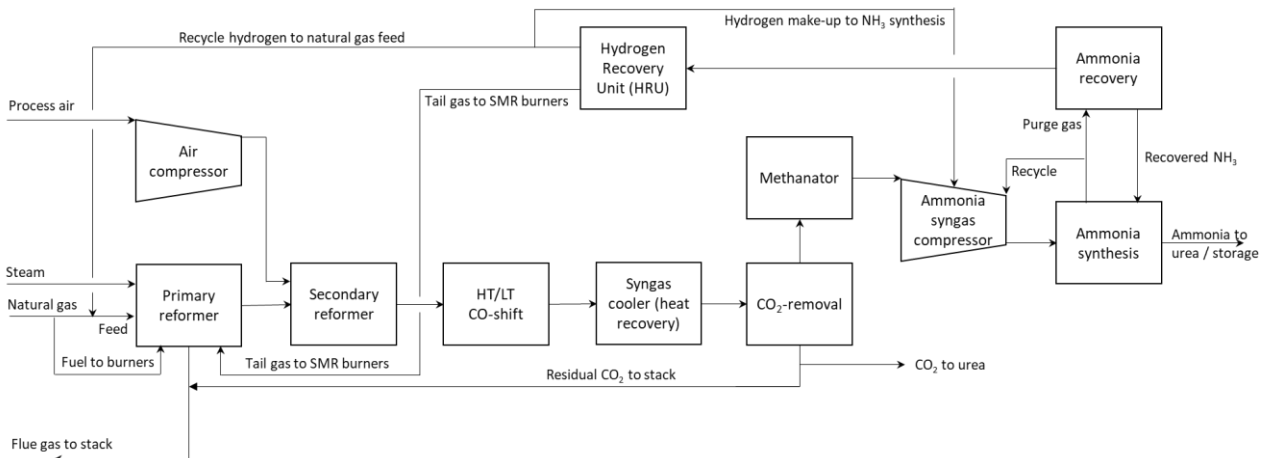 Recycle hydrogen to natural gas feed
Hydrogen make-up to NH₃ synthesis
Hydrogen
Recovery
Unit (HRU)
Ammonia
recovery
Process air
Tail gas to SMR burners
Air
compressor
Purge gas
Recovered NH₃
Methanator
Recycle
Ammonia
syngas
compressor
Ammonia
synthesis
Ammonia to
urea / storage
Steam
Natural gas
Feed
Primary
reformer
Secondary
reformer
HT/LT
CO-shift
Syngas
cooler (heat
recovery)
CO₂-removal
Fuel to burners
Tail gas to SMR burners
Residual CO₂ to stack
CO₂ to urea
Flue gas to stack